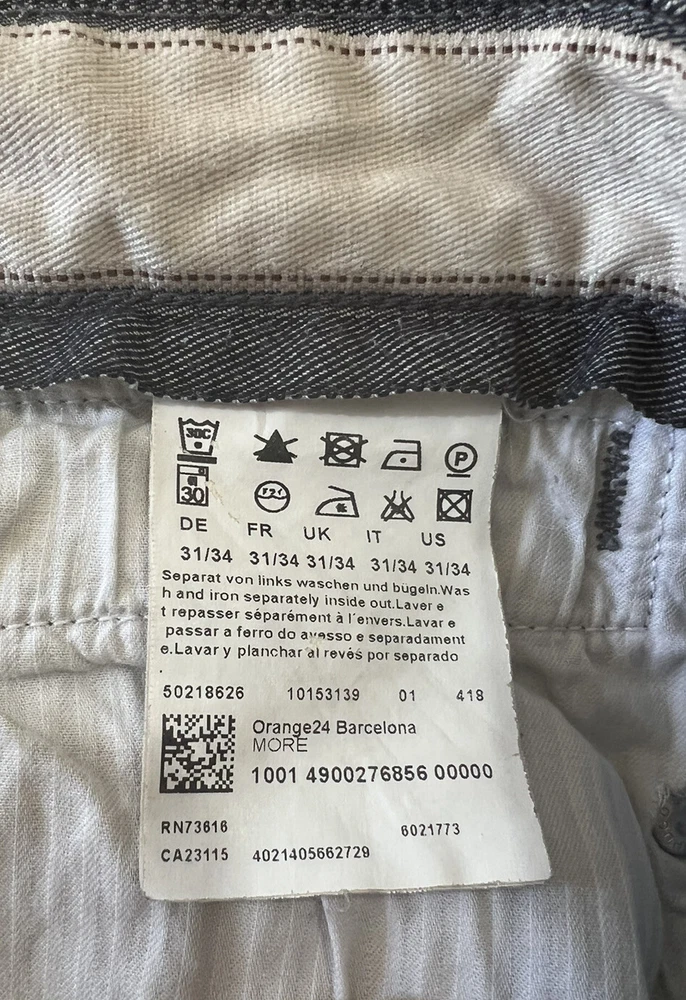 30C
P
30
DE FR UK IT US
31/34 31/34 31/34 31/34 31/34
Separat von links waschen und bügeln.Was
h and iron separately inside out.Laver e
t repasser séparément à l'envers.Lavar e
passar a ferro do avesso e separadament
e.Lavar y planchar al revés por separado
.
50218626 10153139 01 418
Orange24 Barcelona
MORE
1001 4900276856 00000
RN73616 6021773
CA23115 4021405662729